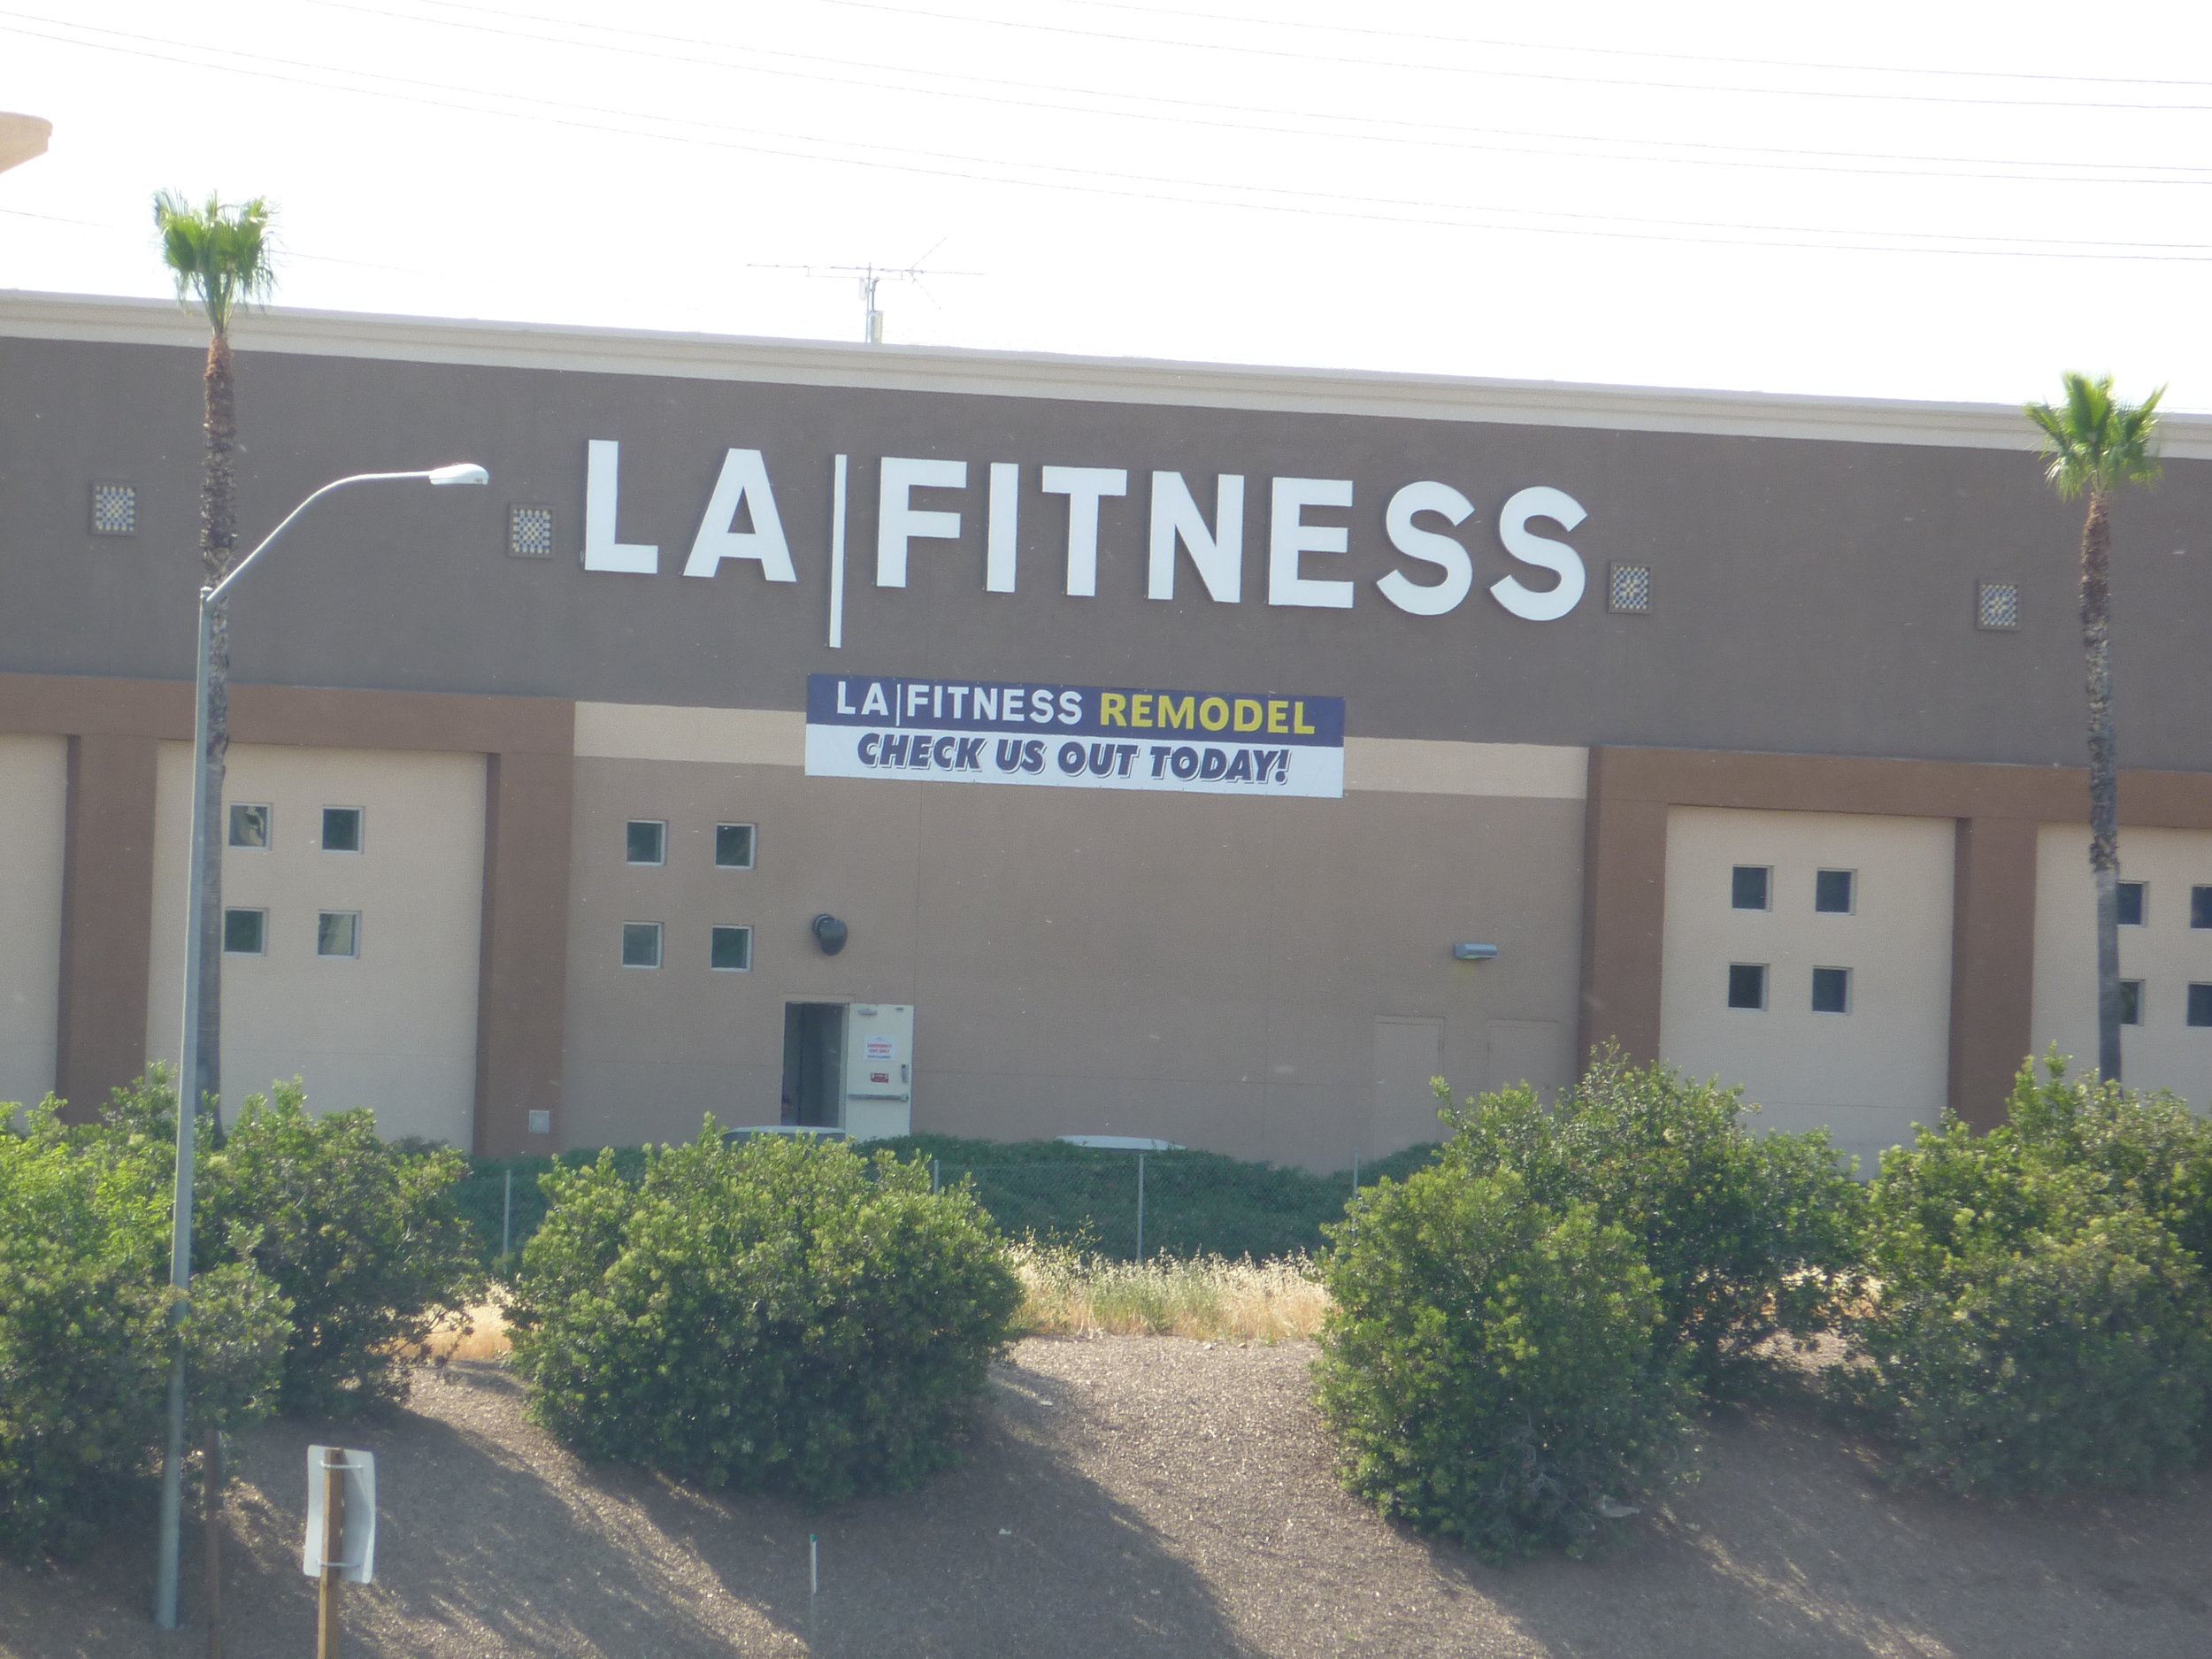 LA|FITNESS
LA|FITNESS REMODEL
CHECK US OUT TODAY!